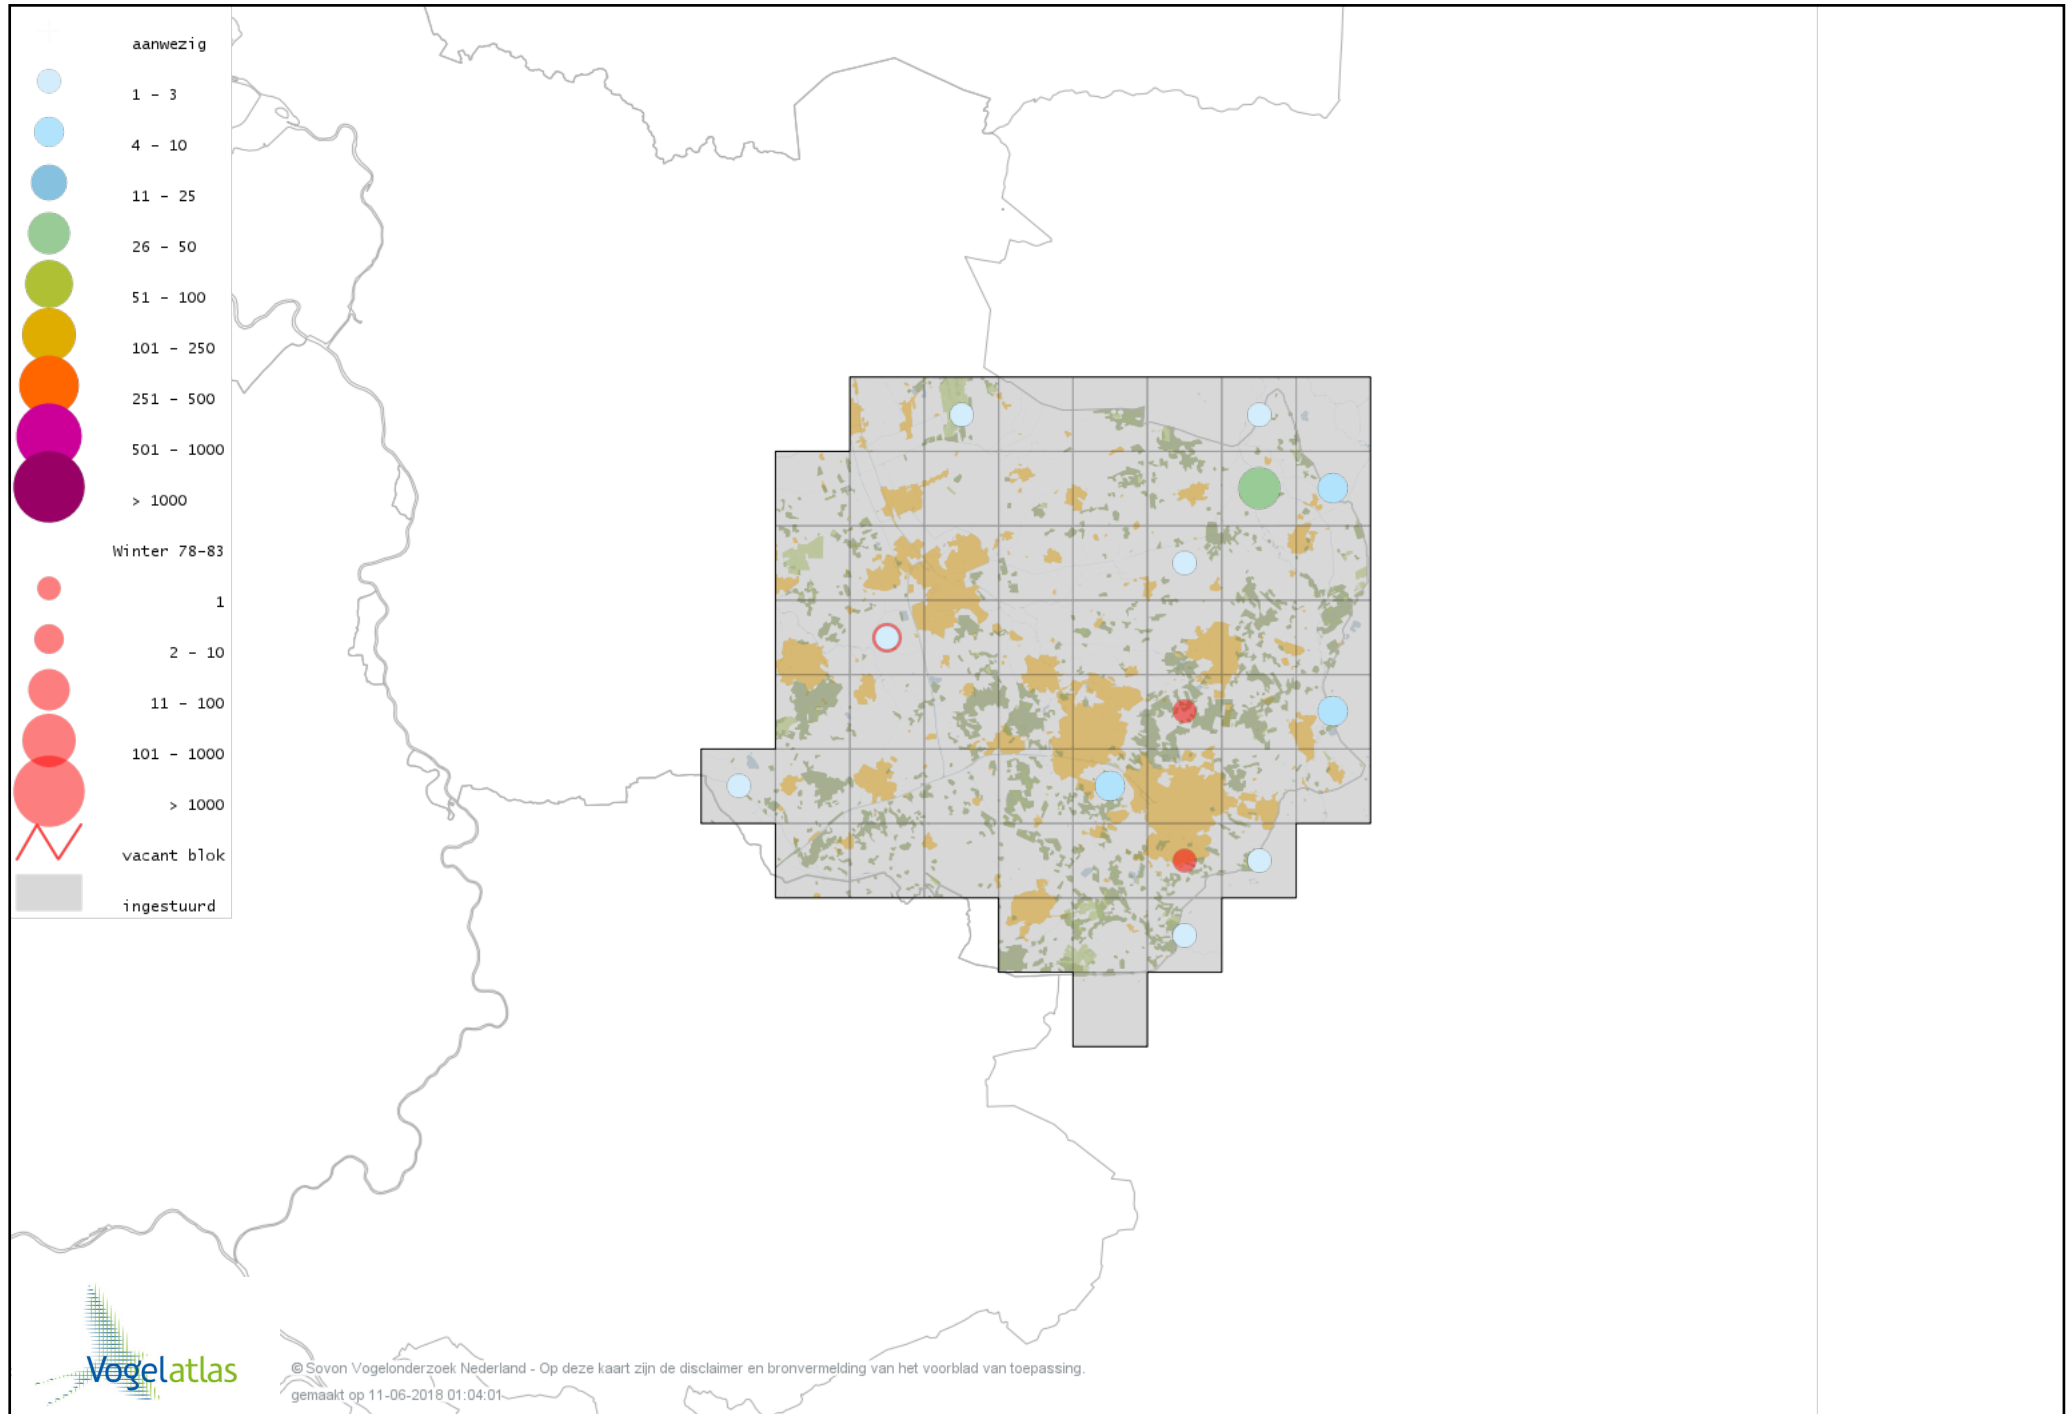 aanwezig
1 - 3
4 - 10
11 - 25
26 - 50
51 - 100
101 - 250
251 - 500
501 - 1000
> 1000
Winter 78-83
1
2 - 10
11 - 100
101 - 1000
> 1000
vacant blok
ingestuurd
Vogelatlas
© Sovon Vogelonderzoek Nederland - Op deze kaart zijn de disclaimer en bronvermelding van het voorblad van toepassing.
gemaakt op 11-06-2018 01:04:01